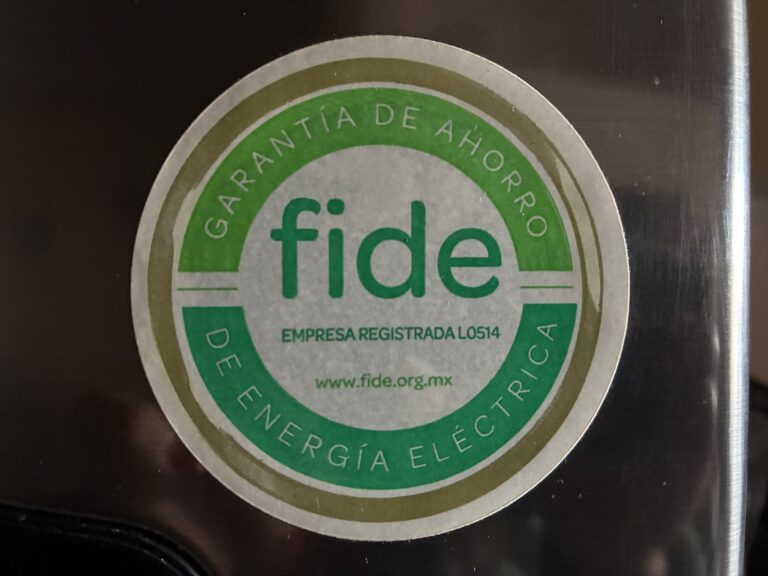 GARANTÍA DE AHORRO
fide
EMPRESA REGISTRADA L0514
www.fide.org.mx
DE ENERGÍA ELÉCTRICA